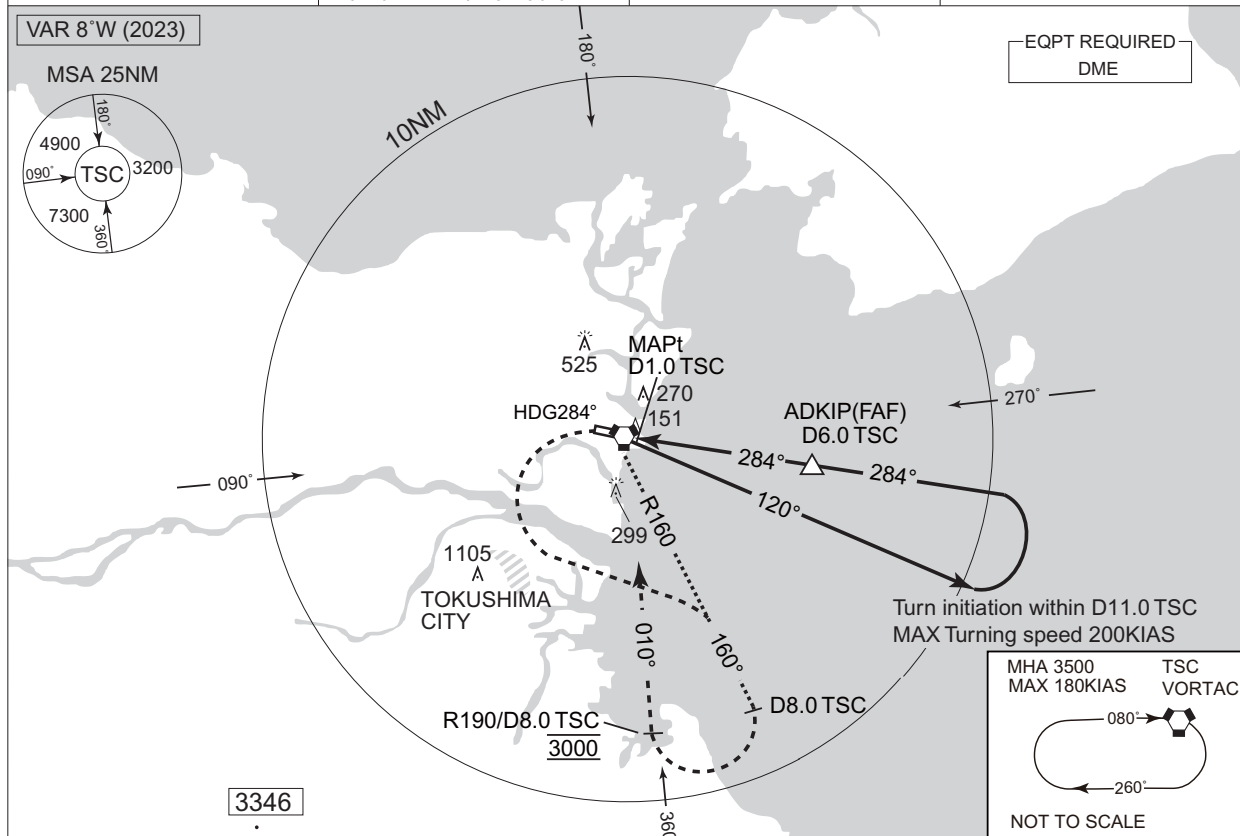 VAR 8°W (2023)
MSA 25NM
180°
4900
090°
TSC
3200
7300
360°
180°
EQPT REQUIRED
DME
10NM
525
MAPt
D1.0 TSC
270
151
HDG284°
ADKIP(FAF)
D6.0 TSC
270°
284°
284°
120°
090°
R160
299
1105
TOKUSHIMA
CITY
010°
160°
Turn initiation within D11.0 TSC
MAX Turning speed 200KIAS
D8.0 TSC
R190/D8.0 TSC
3000
360
3346
MHA 3500
MAX 180KIAS
TSC
VORTAC
080°
260°
NOT TO SCALE